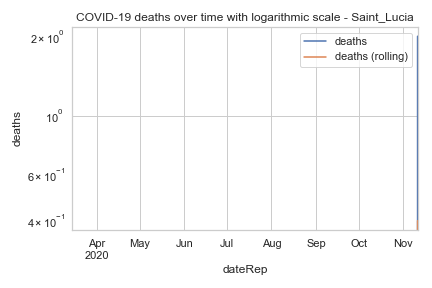 COVID-19 deaths over time with logarithmic scale - Saint_Lucia
deaths
deaths (rolling)
2 × 10⁰
10⁰
6 × 10⁻¹
4 × 10⁻¹
deaths
Apr May Jun Jul Aug Sep Oct Nov
2020
dateRep